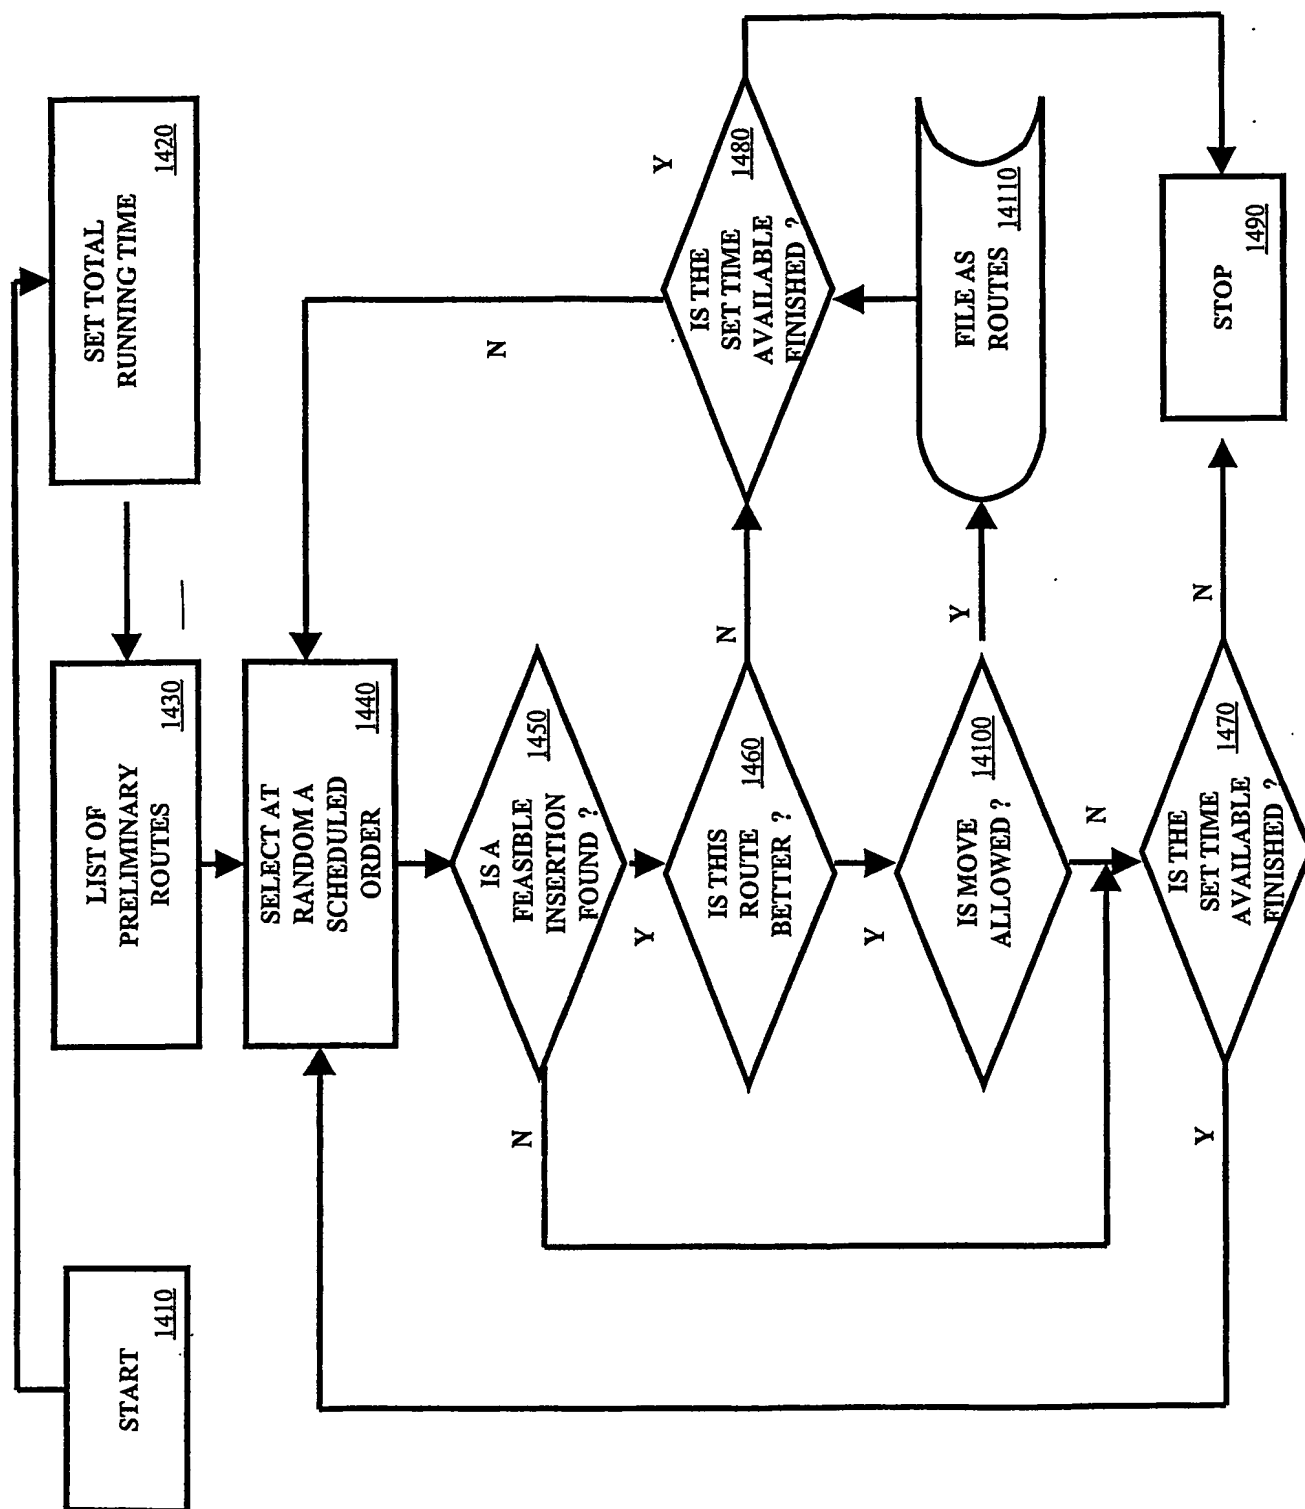 START
1410
SET TOTAL
RUNNING TIME
1420
LIST OF
PRELIMINARY
ROUTES
1430
SELECT AT
RANDOM A
SCHEDULED
ORDER
1440
IS A
FEASIBLE
INSERTION
FOUND ?
1450
N
Y
IS THIS
ROUTE
BETTER ?
1460
N
Y
IS THE
SET TIME
AVAILABLE
FINISHED ?
1480
N
Y
IS MOVE
ALLOWED ?
14100
Y
N
FILE AS
ROUTES
14110
IS THE
SET TIME
AVAILABLE
FINISHED ?
1470
Y
N
STOP
1490